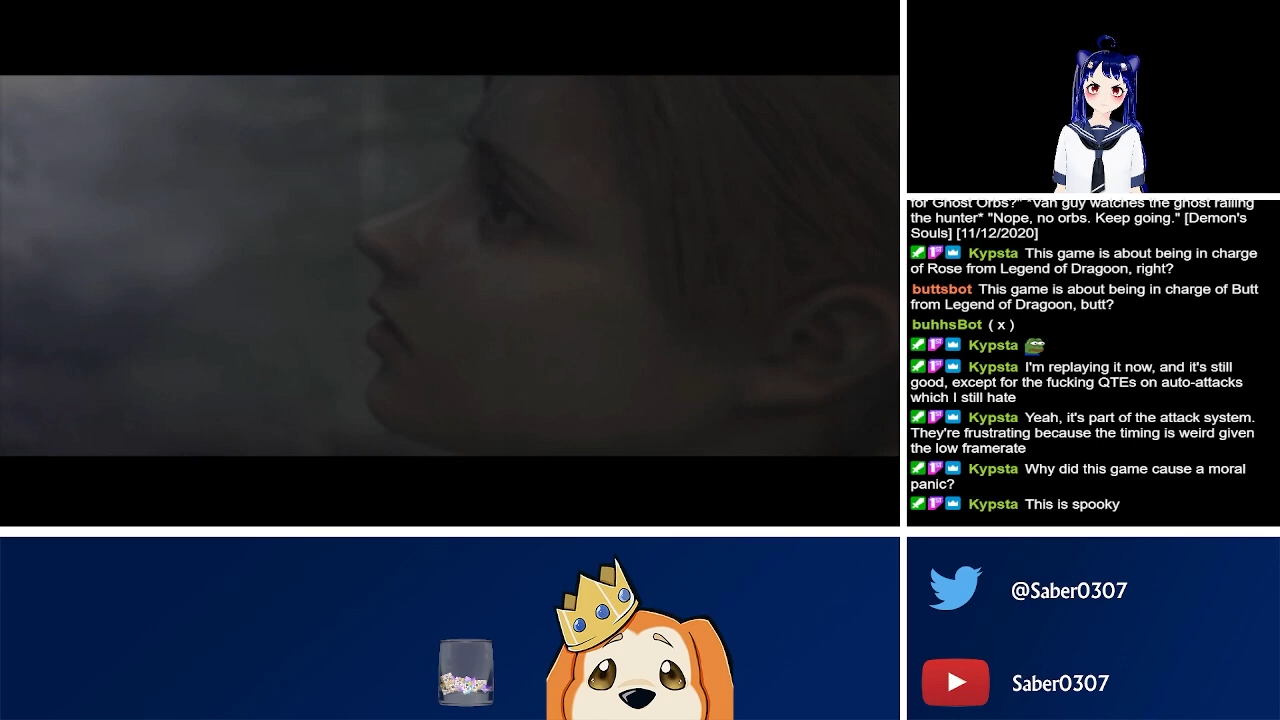 for Ghost Orbs?" *Van guy watches the ghost railing
the hunter* "Nope, no orbs. Keep going." [Demon's
Souls] [11/12/2020]
Kypsta This game is about being in charge
of Rose from Legend of Dragoon, right?
buttsbot This game is about being in charge of Butt
from Legend of Dragoon, butt?
buhhsBot ( x )
Kypsta
Kypsta I'm replaying it now, and it's still
good, except for the fucking QTEs on auto-attacks
which I still hate
Kypsta Yeah, it's part of the attack system.
They're frustrating because the timing is weird given
the low framerate
Kypsta Why did this game cause a moral
panic?
Kypsta This is spooky
@Saber0307
Saber0307